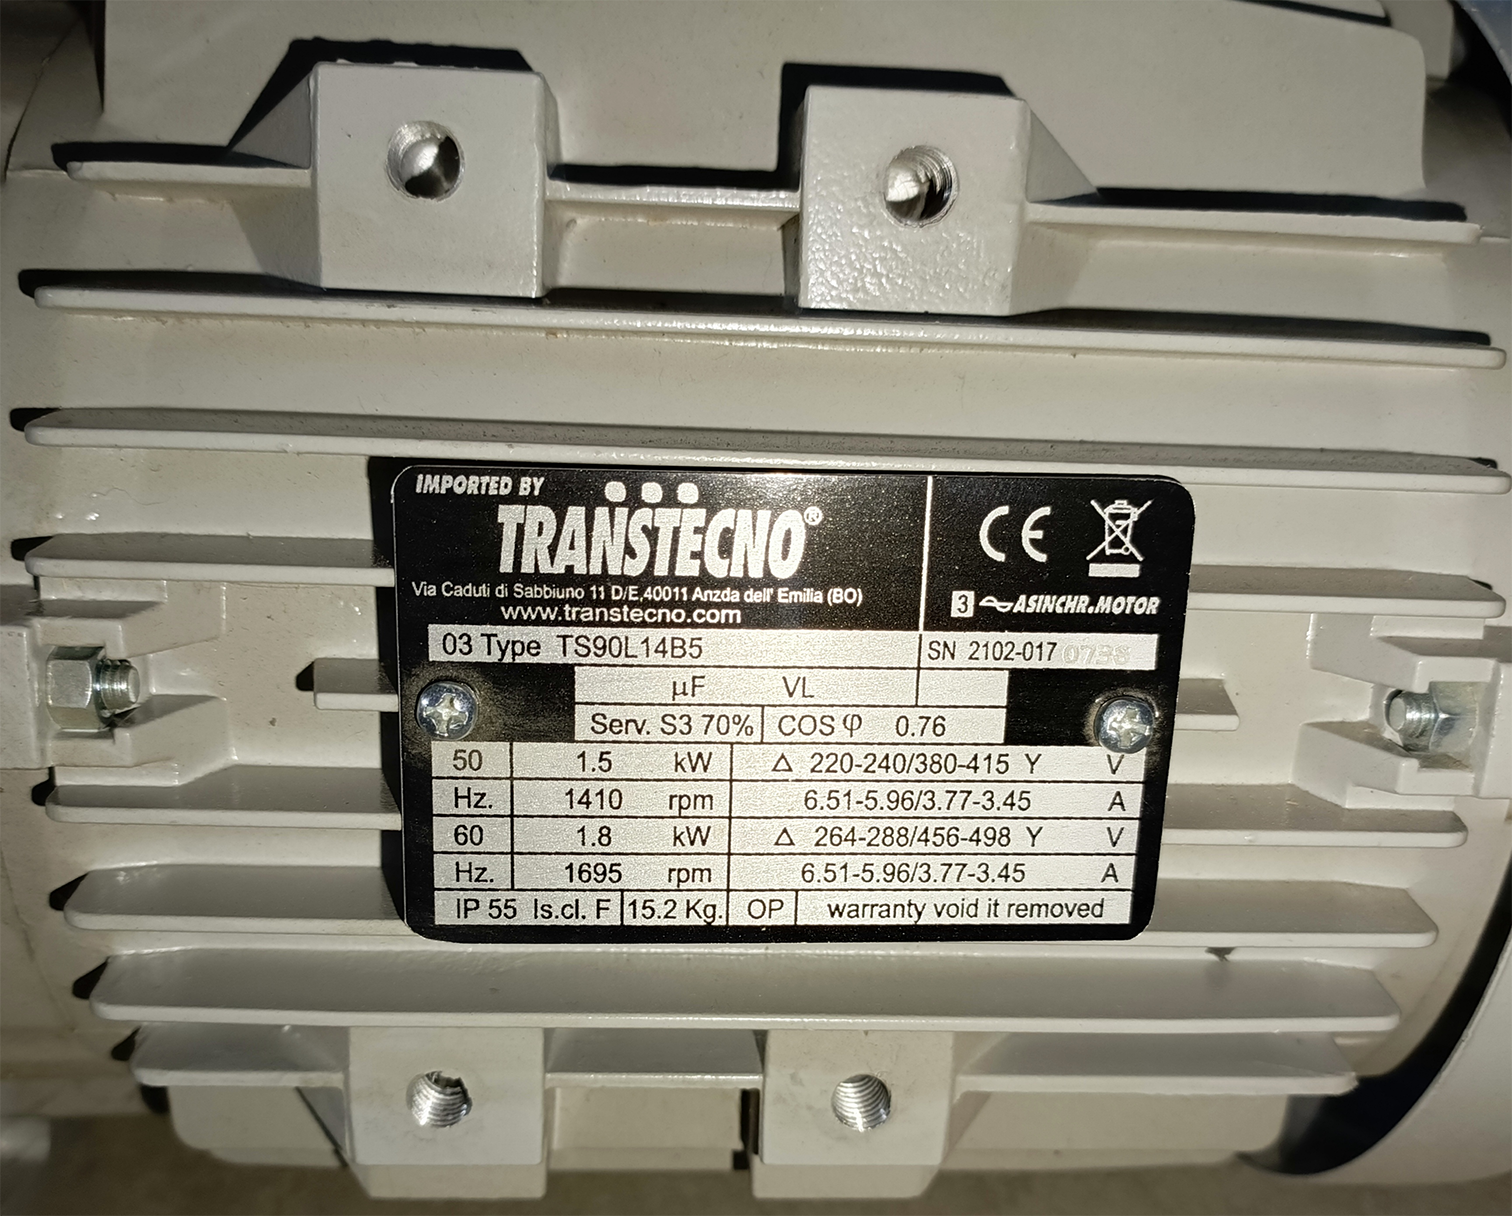 IMPORTED BY
TRANSTECNO®
Via Caduti di Sabbiuno 11 D/E,40011 Anzda dell' Emilia (BO)
www.transtecno.com
CE
3 ~ ASINCHR.MOTOR
03 Type TS90L14B5 SN 2102-017 0738
µF VL
Serv. S3 70% COS φ 0.76
50 1.5 kW Δ 220-240/380-415 Y V
Hz. 1410 rpm 6.51-5.96/3.77-3.45 A
60 1.8 kW Δ 264-288/456-498 Y V
Hz. 1695 rpm 6.51-5.96/3.77-3.45 A
IP 55 Is.cl. F 15.2 Kg. OP warranty void it removed